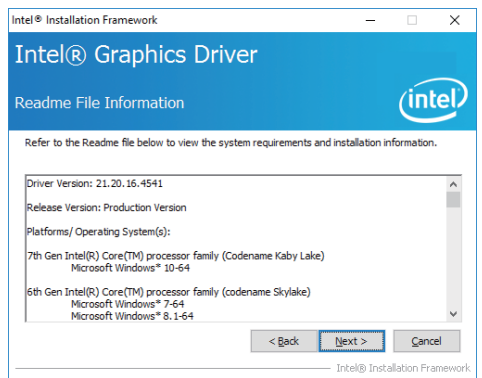 Intel® Installation Framework
Intel® Graphics Driver
Readme File Information
intel
Refer to the Readme file below to view the system requirements and installation information.
Driver Version: 21.20.16.4541
Release Version: Production Version
Platforms/ Operating System(s):
7th Gen Intel(R) Core(TM) processor family (Codename Kaby Lake)
Microsoft Windows* 10-64
6th Gen Intel(R) Core(TM) processor family (codename Skylake)
Microsoft Windows* 7-64
Microsoft Windows* 8.1-64
< Back Next > Cancel
Intel® Installation Framework